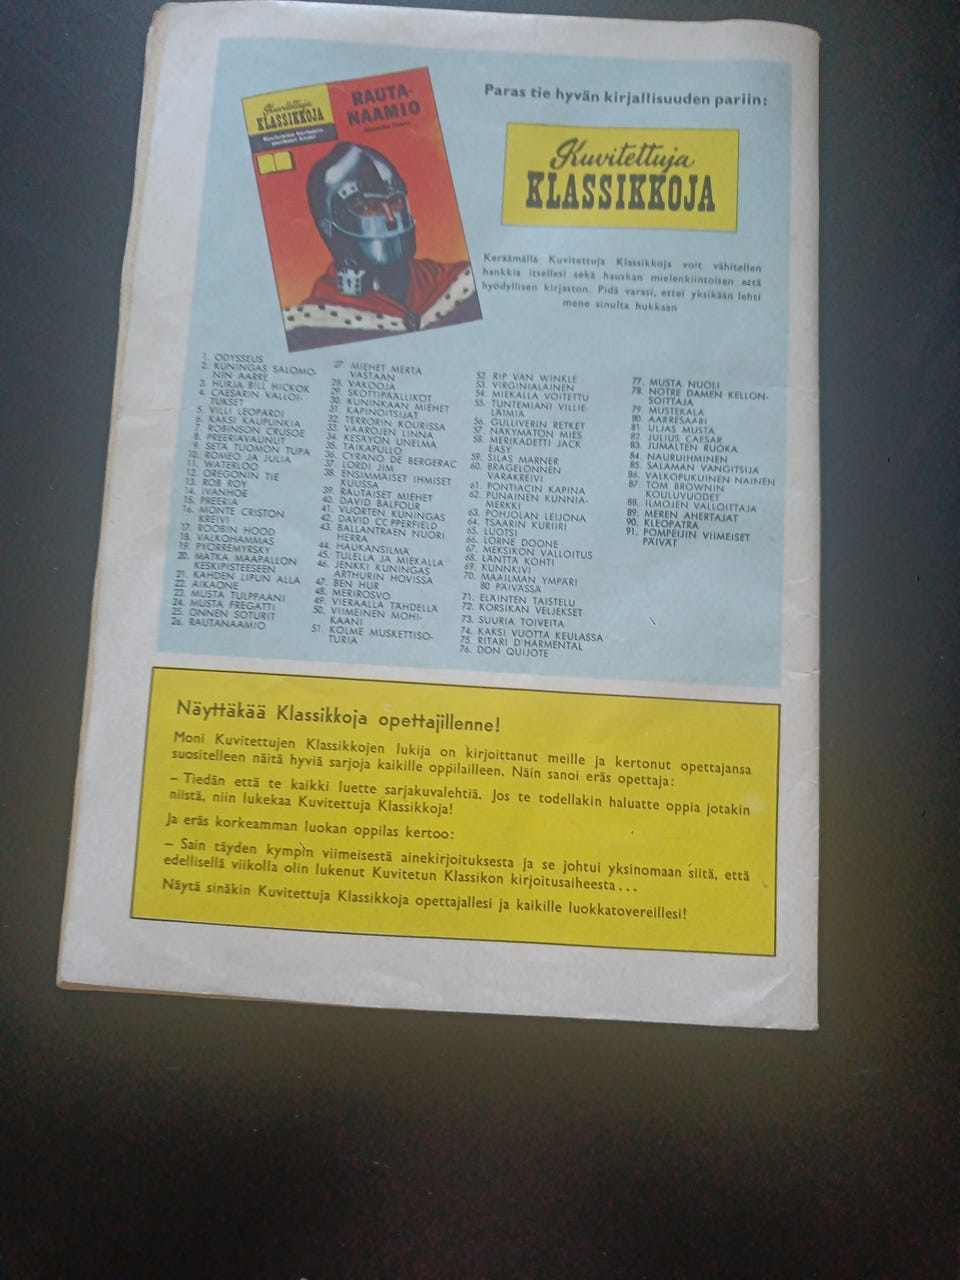 Kuvitettuja
KLASSIKKOJA
RAUTA-
NAAMIO
Paras tie hyvän kirjallisuuden pariin:
Kuvitettuja
KLASSIKKOJA
Keräämällä Kuvitettuja Klassikkoja voit vähitellen
hankkia itsellesi sekä hauskan mielenkiintoisen että
hyödyllisen kirjaston. Pidä varasi, ettei yksikään lehti
mene sinulta hukkaan
1. ODYSSEUS
2. KUNINGAS SALOMO-
NIN AARRE
3. HURJA BILL HICKOK
4. CAESARIN VALLOI-
TUKSET
5. VILLI LEOPARDI
6. KAKSI KAUPUNKIA
7. ROBINSON CRUSOE
8. PREERIAVAUNUT
9. SETÄ TUOMON TUPA
10. ROMEO JA JULIA
11. WATERLOO
12. OREGONIN TIE
13. ROB ROY
14. IVANHOE
15. PREERIA
16. MONTE CRISTON
KREIVI
17. ROOBIN HOOD
18. VALKOHAMMAS
19. PYÖRREMYRSKY
20. MATKA MAAPALLON
KESKIPISTEESEEN
21. KAHDEN LIPUN ALLA
22. AIKAONE
23. MUSTA TULPPAANI
24. MUSTA FREGATTI
25. ONNEN SOTURIT
26. RAUTANAAMIO
27. MIEHET MERTA
VASTAAN
28. VAKOOJA
29. SKOTTIPÄÄLLIKÖT
30. KUNINKAAN MIEHET
31. KAPINOITSIJAT
32. TERRORIN KOURISSA
33. VAAROJEN LINNA
34. KESÄYÖN UNELMA
35. TAIKAPULLO
36. CYRANO DE BERGERAC
37. LORDI JIM
38. ENSIMMÄISET IHMISET
KUUSSA
39. RAUTAISET MIEHET
40. DAVID BALFOUR
41. VUORTEN KUNINGAS
42. DAVID CCPPERFIELD
43. BALLANTRAEN NUORI
HERRA
44. HAUKANSILMÄ
45. TULELLA JA MIEKALLA
46. JENKKI KUNINGAS
ARTHURIN HOVISSA
47. BEN HUR
48. MERIROSVO
49. VIERAALLA TÄHDELLÄ
50. VIIMEINEN MOHI-
KAANI
51. KOLME MUSKETTISO-
TURIA
52. RIP VAN WINKLE
53. VIRGINIALAINEN
54. MIEKALLA VOITETTU
55. TUNTEMANI VILLIE-
LÄIMIÄ
56. GULLIVERIN RETKET
57. NÄKYMÄTÖN MIES
58. MERIKADETTI JACK
EASY
59. SILAS MARNER
60. BRAGELONNEN
VARAKREIVI
61. PONTIACIN KAPINA
62. PUNAINEN KUNNIA-
MERKKI
63. POHJOLAN LEIJONA
64. TSAARIN KURIIRI
65. LUOTSI
66. LORNE DOONE
67. MEKSIKON VALLOITUS
68. LÄNTTÄ KOHTI
69. KUNNKIVI
70. MAAILMAN YMPÄRI
80 PÄIVÄSSÄ
71. ELÄINTEN TAISTELU
72. KORSIKAN VELJEKSET
73. SUURIA TOIVEITA
74. KAKSI VUOTTA KEULASSA
75. RITARI D'HARMENTAL
76. DON QUIJOTE
77. MUSTA NUOLI
78. NOTRE DAMEN KELLON-
SOITTAJA
79. MUSTEKALA
80. AARRESAARI
81. ULJAS MUSTA
82. JULIUS CAESAR
83. JUMALTEN RUOKA
84. NAURUIHMINEN
85. SALAMAN VANGITSIJA
86. VALKOPUKUINEN NAINEN
87. TOM BROWNIN
KOULUVUODET
88. ILMOJEN VALLOITTAJA
89. MEREN AHERTAJAT
90. KLEOPATRA
91. POMPEIJIN VIIMEISET
PÄIVÄT
Näyttäkää Klassikkoja opettajillenne!
Moni Kuvitettujen Klassikkojen lukija on kirjoittanut meille ja kertonut opettajansa
suositelleen näitä hyviä sarjoja kaikille oppilailleen. Näin sanoi eräs opettaja:
– Tiedän että te kaikki luette sarjakuvalehtiä. Jos te todellakin haluatte oppia jotakin
niistä, niin lukekaa Kuvitettuja Klassikkoja!
Ja eräs korkeamman luokan oppilas kertoo:
– Sain täyden kympin viimeisestä ainekirjoituksesta ja se johtui yksinomaan siitä, että
edellisellä viikolla olin lukenut Kuvitetun Klassikon kirjoitusaiheesta...
Näytä sinäkin Kuvitettuja Klassikkoja opettajallesi ja kaikille luokkatovereillesi!